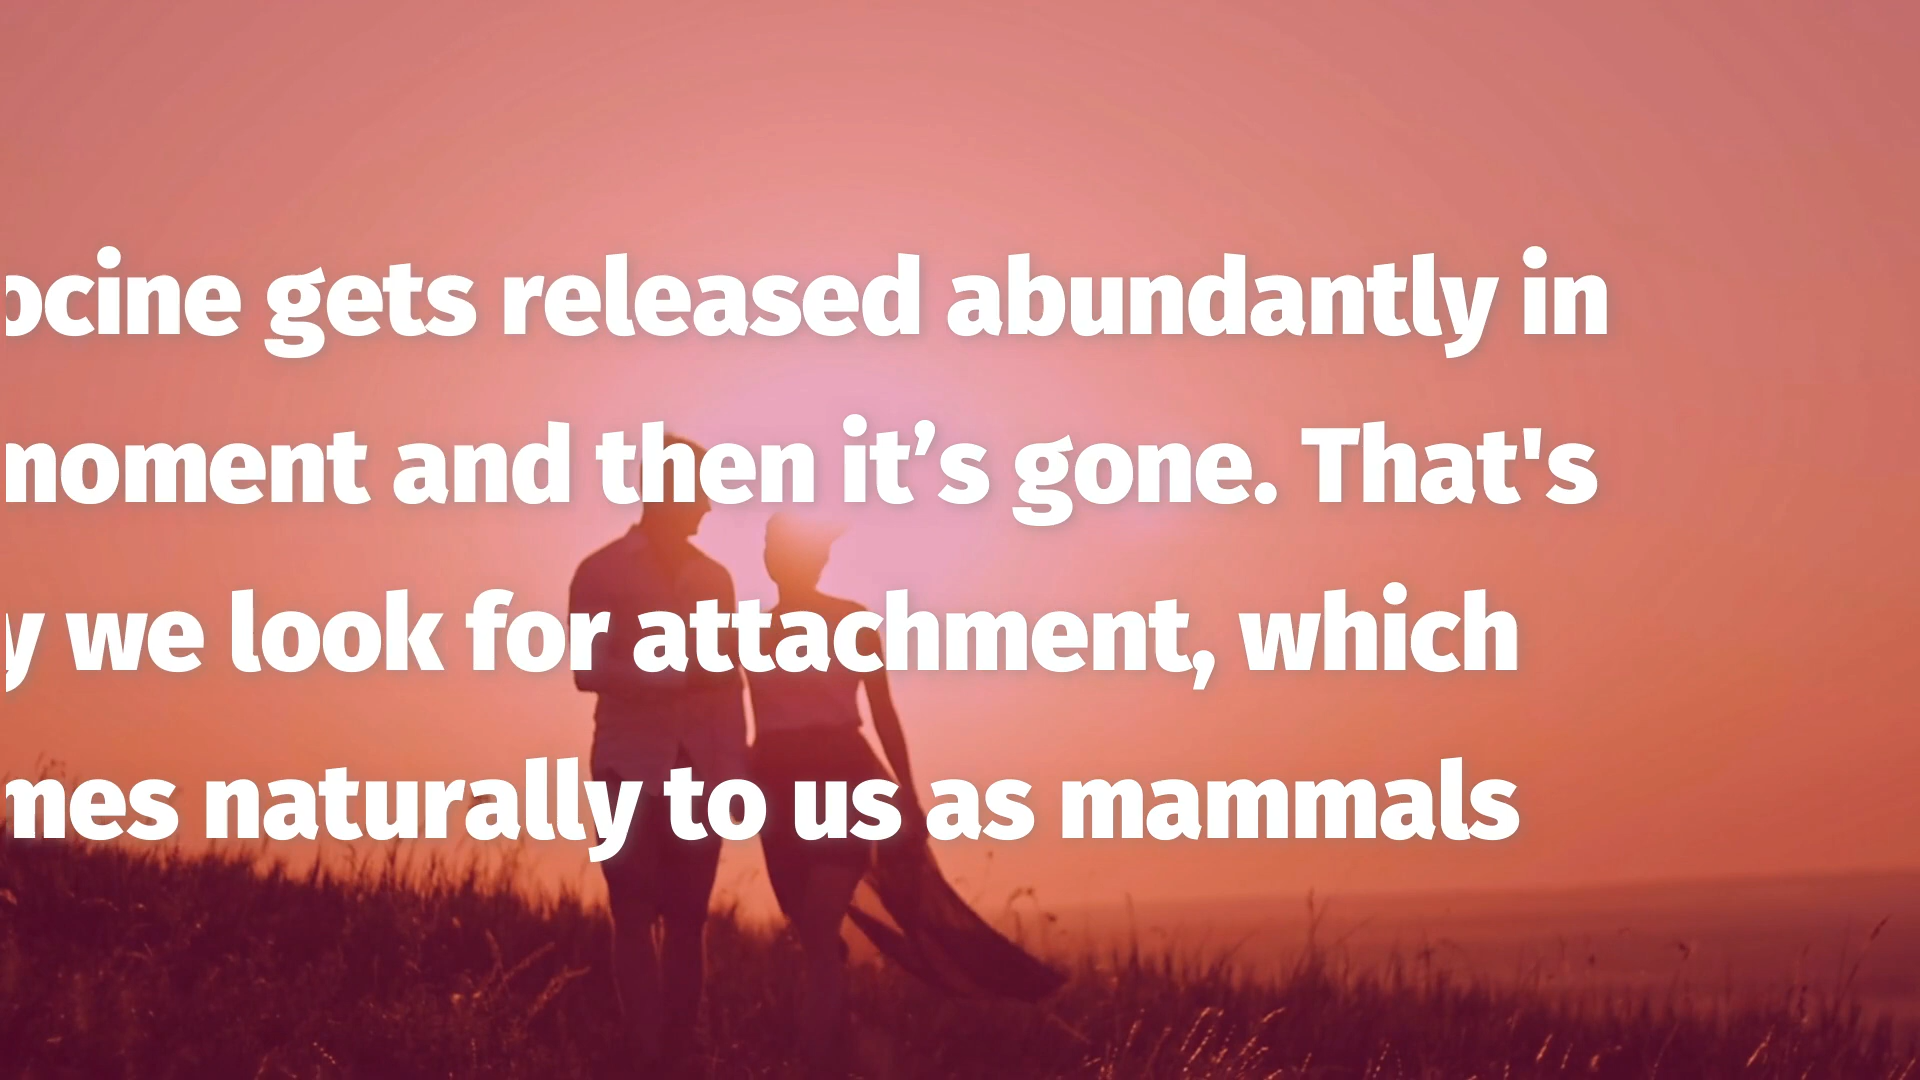 ocine gets released abundantly in
moment and then it’s gone. That's
y we look for attachment, which
mes naturally to us as mammals